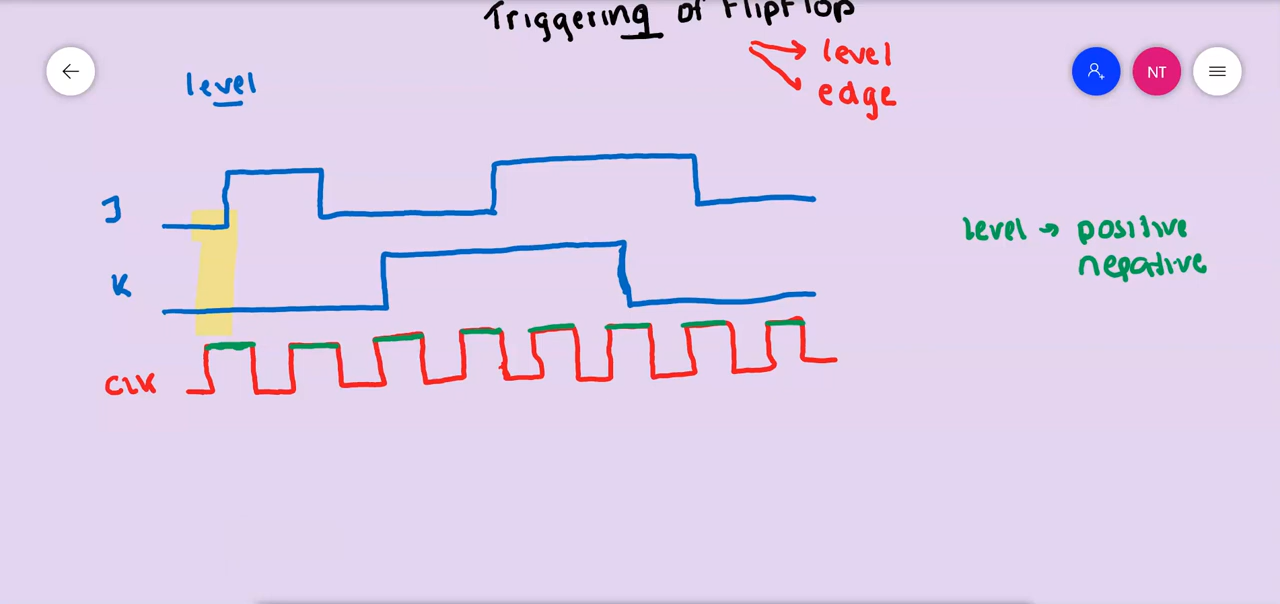 Triggering of FlipFlop
level
edge
level
J
K
CLK
level → positive
negative
NT